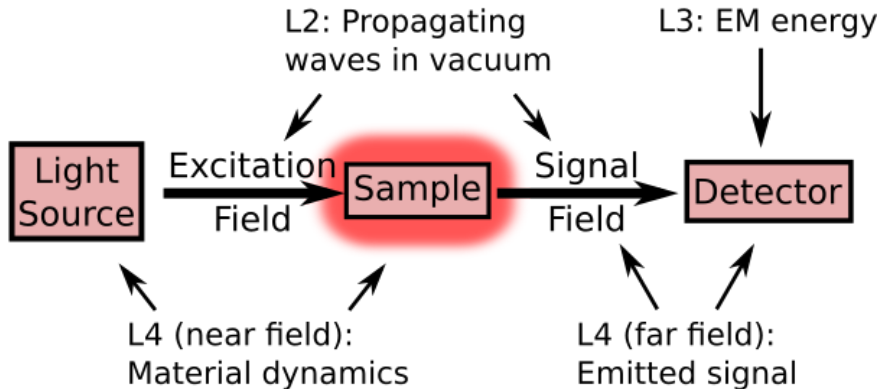 L2: Propagating
waves in vacuum
L3: EM energy
Light
Source
Excitation
Field
Sample
Signal
Field
Detector
L4 (near field):
Material dynamics
L4 (far field):
Emitted signal